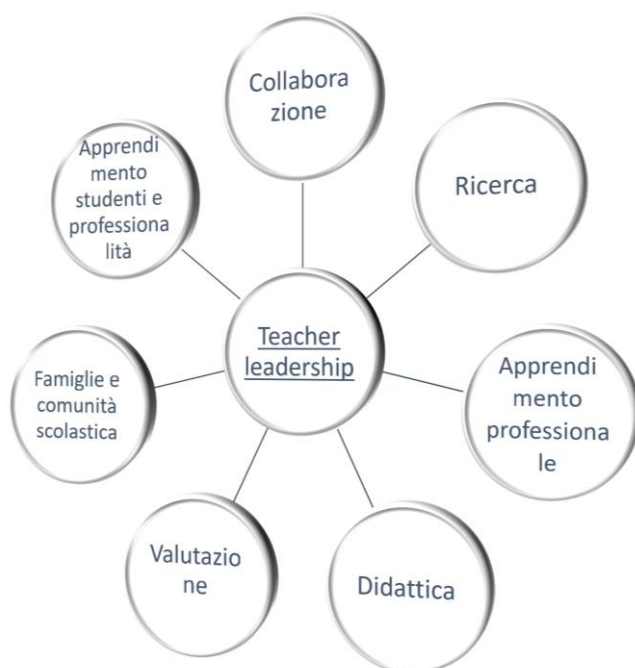 Collabora
zione
Ricerca
Apprendi
mento
professiona
le
Didattica
Valutazio
ne
Famiglie e
comunità
scolastica
Apprendi
mento
studenti e
professiona
lità
Teacher
leadership